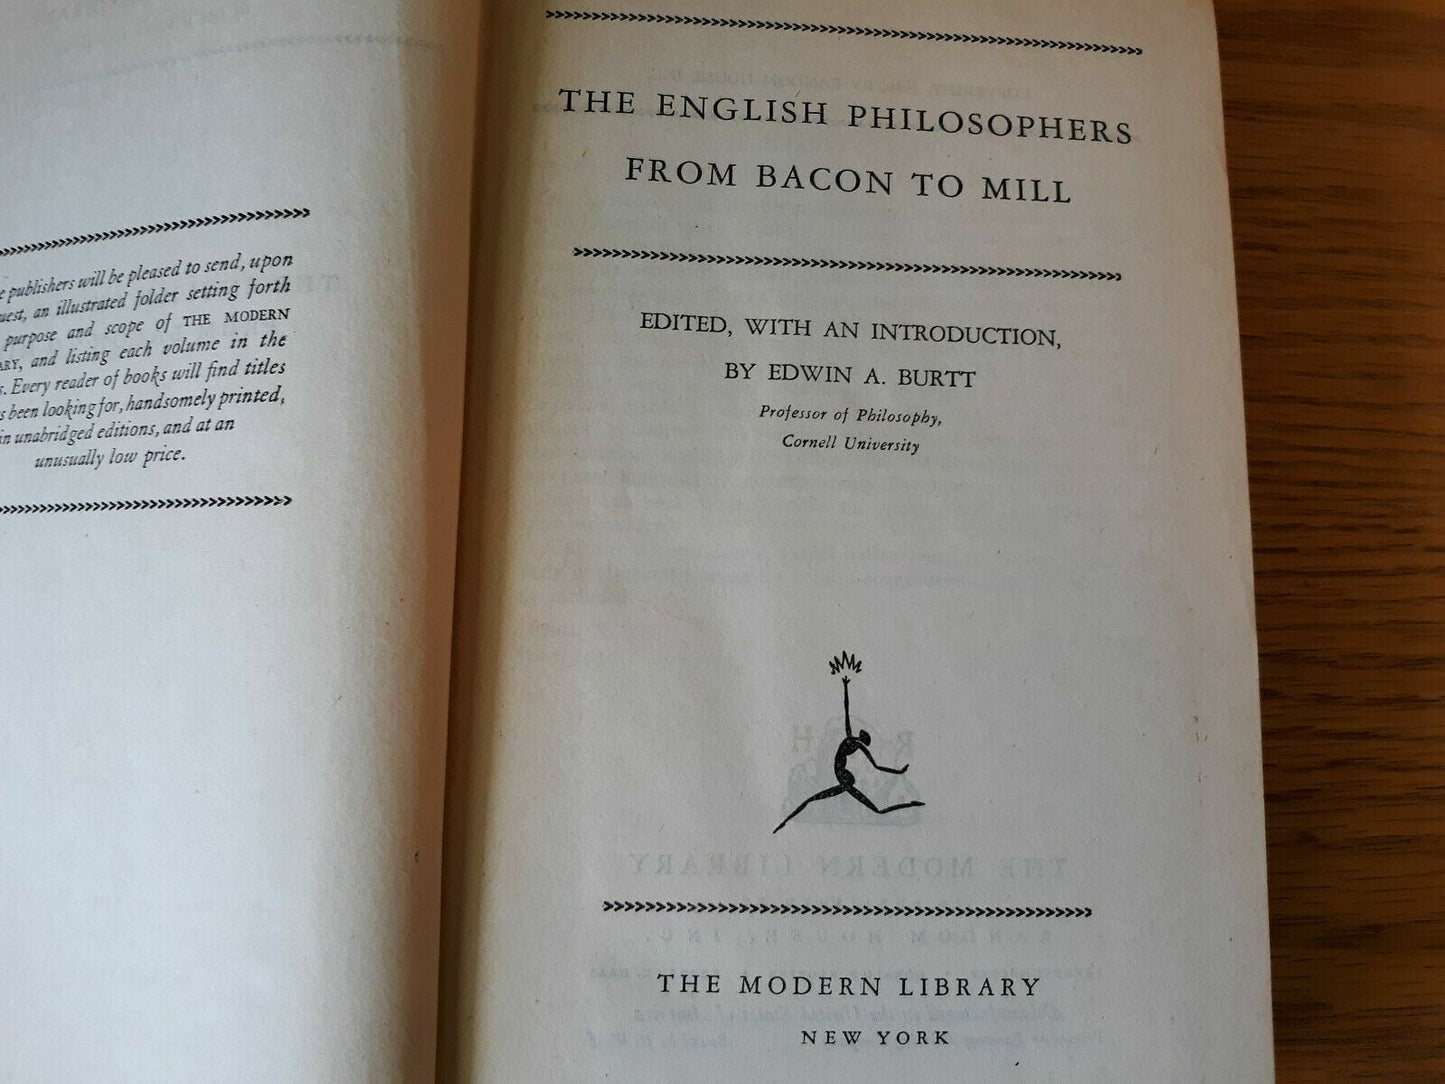 publishers will be pleased to send, upon
an illustrated folder setting forth
purpose and scope of THE MODERN
and listing each volume in the
Every reader of books will find titles
been looking for, handsomely printed,
in unabridged editions, and at an
unusually low price.
THE ENGLISH PHILOSOPHERS
FROM BACON TO MILL
EDITED, WITH AN INTRODUCTION,
BY EDWIN A. BURTT
Professor of Philosophy,
Cornell University
THE MODERN LIBRARY
NEW YORK